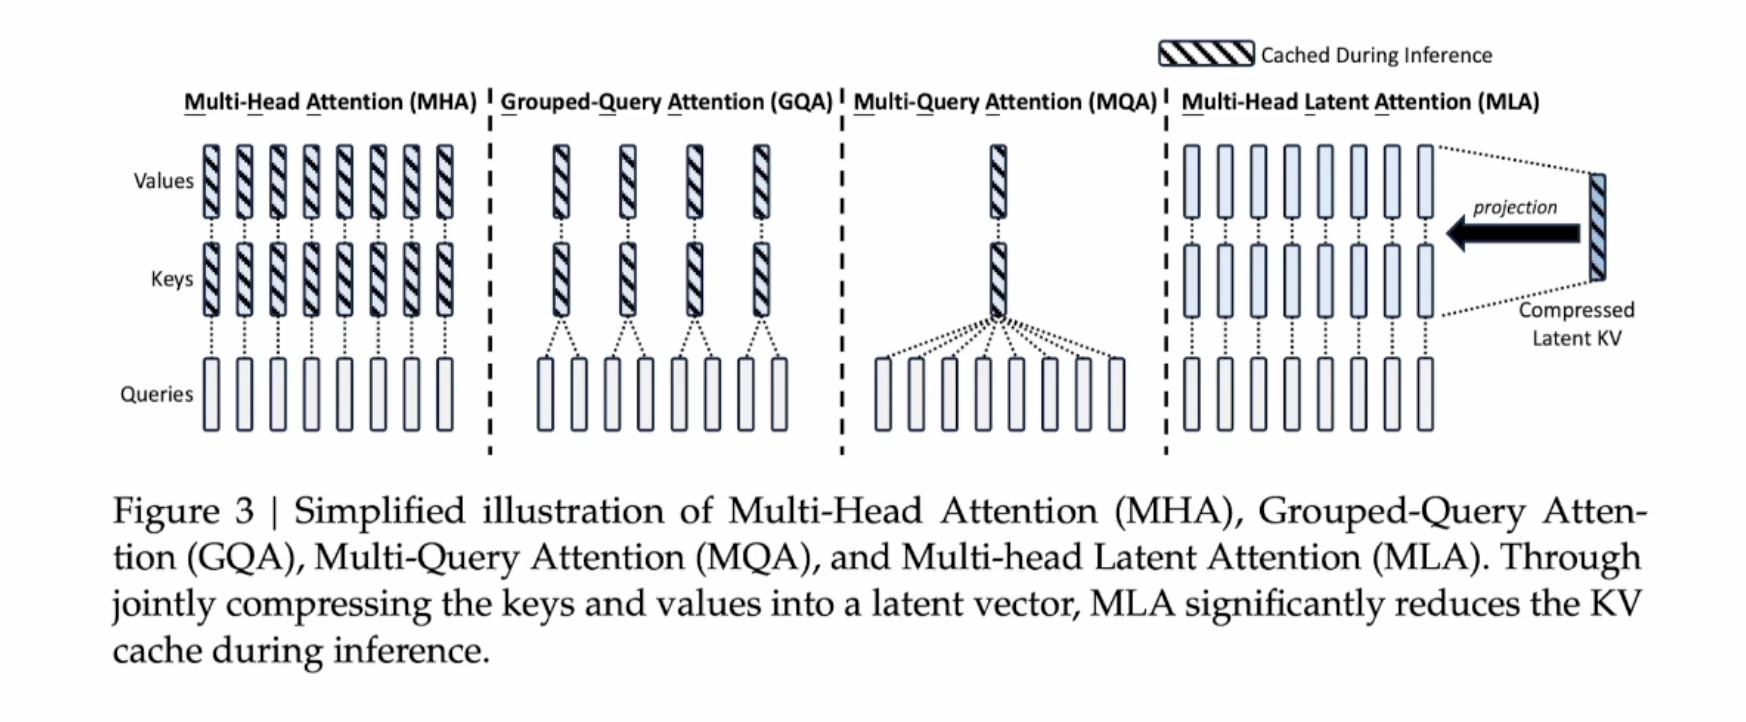 Cached During Inference
Multi-Head Attention (MHA)
Grouped-Query Attention (GQA)
Multi-Query Attention (MQA)
Multi-Head Latent Attention (MLA)
Values
Keys
Queries
projection
Compressed
Latent KV
Figure 3 | Simplified illustration of Multi-Head Attention (MHA), Grouped-Query Atten-
tion (GQA), Multi-Query Attention (MQA), and Multi-head Latent Attention (MLA). Through
jointly compressing the keys and values into a latent vector, MLA significantly reduces the KV
cache during inference.